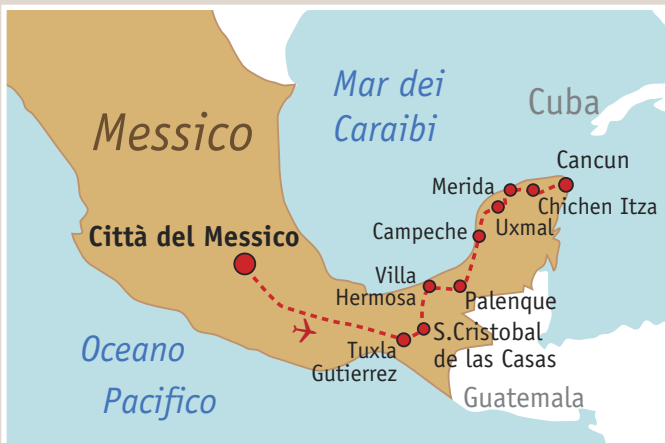 Messico
Mar dei
Caraibi
Cuba
Cancun
Merida
Chichen Itza
Uxmal
Campeche
Città del Messico
Villa
Hermosa
Palenque
S.Cristobal
de las Casas
Tuxla
Gutierrez
Oceano
Pacifico
Guatemala